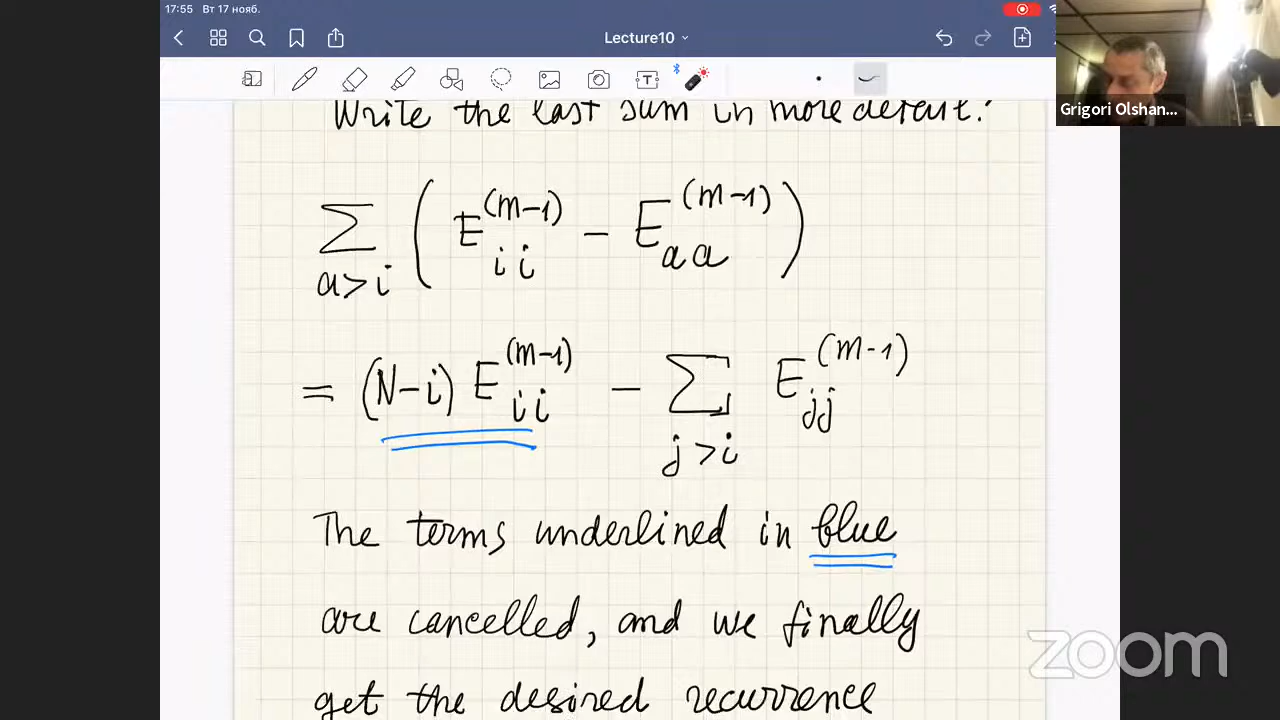 17:55 Вт 17 нояб.
Lecture10
Grigori Olshan...
Write the last sum in more detail:
∑ a>i ( E_{ii}^{(m-1)} − E_{aa}^{(m-1)} )
= (N−i) E_{ii}^{(m-1)} − ∑ j>i E_{jj}^{(m-1)}
The terms underlined in blue
are cancelled, and we finally
get the desired recurrence
zoom